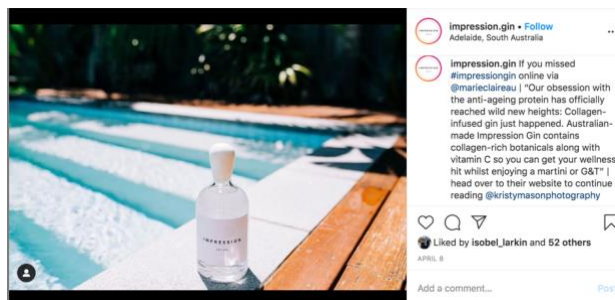 impression.gin • Follow
Adelaide, South Australia
impression.gin If you missed
#impressiongin online via
@marieclaireau | "Our obsession with
the anti-ageing protein has officially
reached wild new heights: Collagen-
infused gin just happened. Australian-
made Impression Gin contains
collagen-rich botanicals along with
vitamin C so you can get your wellness
hit whilst enjoying a martini or G&T" |
head over to their website to continue
reading @kristymasonphotography
Liked by isobel_larkin and 52 others
APRIL 8
Add a comment...
Post
IMPRESSION